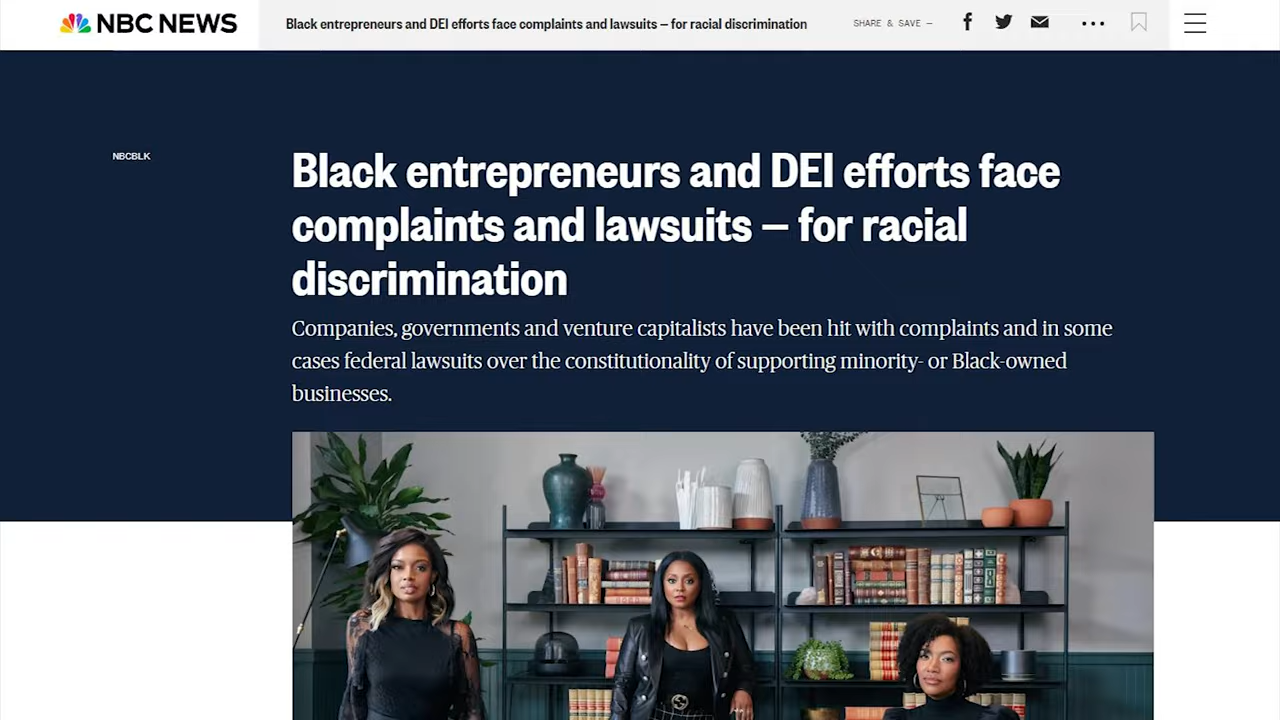 NBC NEWS
Black entrepreneurs and DEI efforts face complaints and lawsuits — for racial discrimination
SHARE & SAVE —
NBCBLK
Black entrepreneurs and DEI efforts face
complaints and lawsuits — for racial
discrimination
Companies, governments and venture capitalists have been hit with complaints and in some
cases federal lawsuits over the constitutionality of supporting minority- or Black-owned
businesses.